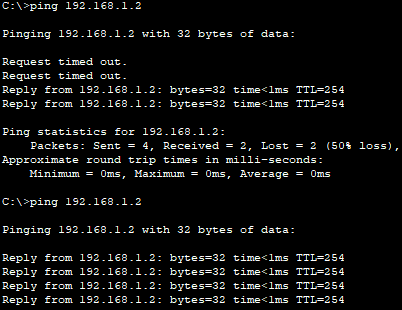 C:\>ping 192.168.1.2
Pinging 192.168.1.2 with 32 bytes of data:
Request timed out.
Request timed out.
Reply from 192.168.1.2: bytes=32 time<1ms TTL=254
Reply from 192.168.1.2: bytes=32 time<1ms TTL=254
Ping statistics for 192.168.1.2:
    Packets: Sent = 4, Received = 2, Lost = 2 (50% loss),
Approximate round trip times in milli-seconds:
    Minimum = 0ms, Maximum = 0ms, Average = 0ms
C:\>ping 192.168.1.2
Pinging 192.168.1.2 with 32 bytes of data:
Reply from 192.168.1.2: bytes=32 time<1ms TTL=254
Reply from 192.168.1.2: bytes=32 time<1ms TTL=254
Reply from 192.168.1.2: bytes=32 time<1ms TTL=254
Reply from 192.168.1.2: bytes=32 time<1ms TTL=254